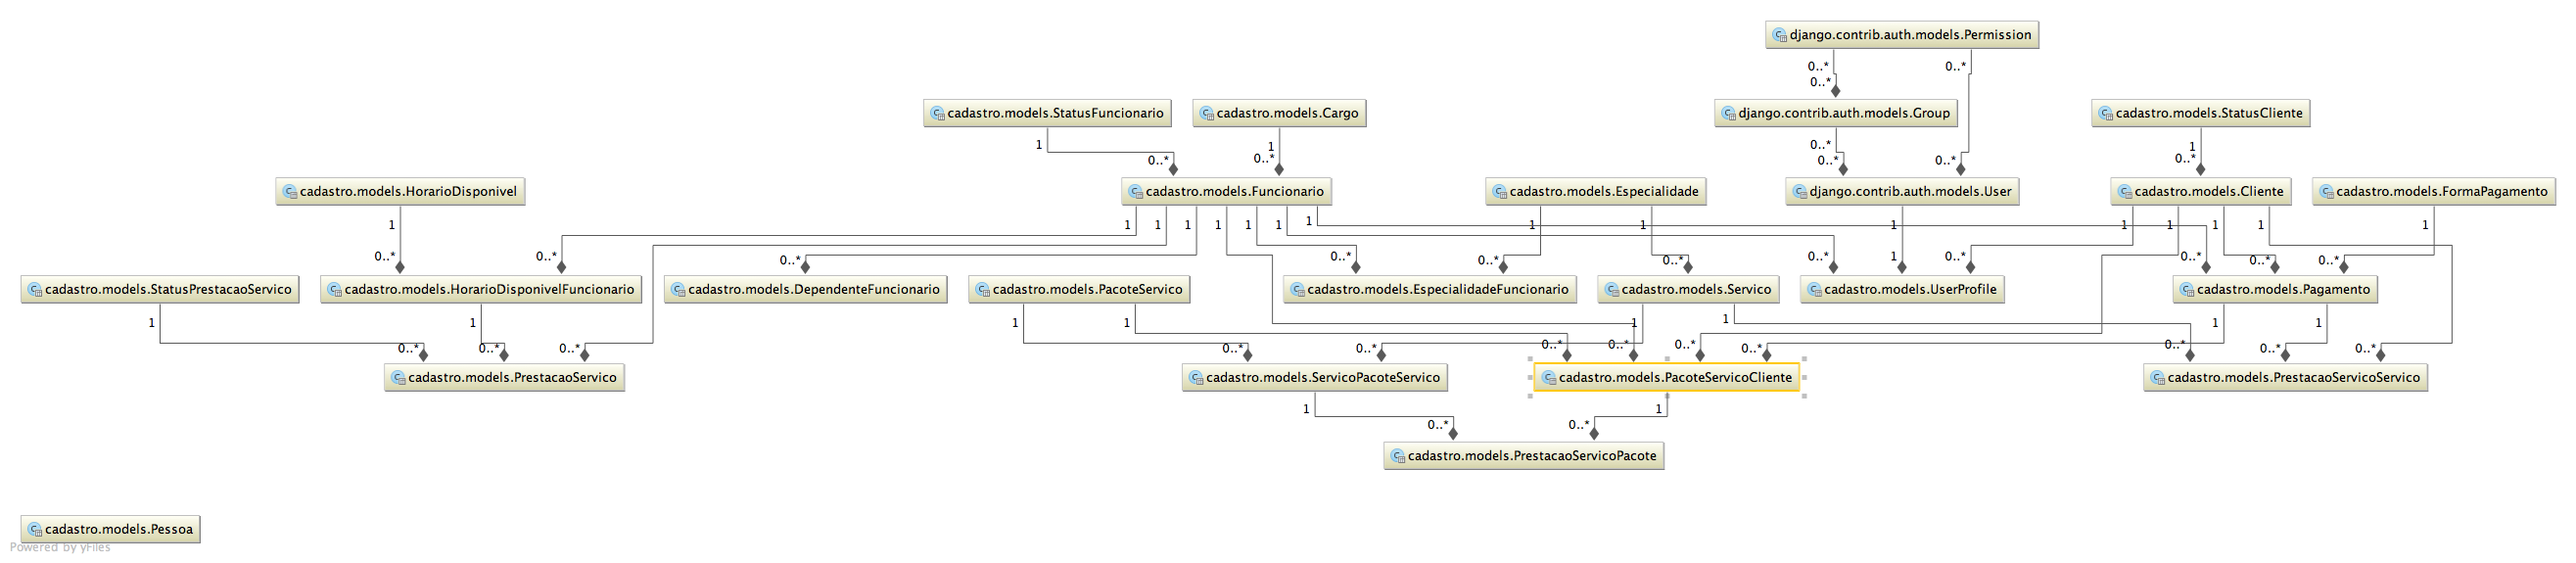 django.contrib.auth.models.Permission
0..* 0..*
0..*
cadastro.models.StatusFuncionario cadastro.models.Cargo django.contrib.auth.models.Group cadastro.models.StatusCliente
1 1 0..* 1
0..* 0..* 0..* 0..* 0..*
cadastro.models.HorarioDisponivel cadastro.models.Funcionario cadastro.models.Especialidade django.contrib.auth.models.User cadastro.models.Cliente cadastro.models.FormaPagamento
1 1 1 1 1 1 1 1 1 1 1 1 1 1 1 1
0..* 0..* 0..* 0..* 0..* 0..* 0..* 1 0..* 0..* 0..* 0..*
cadastro.models.StatusPrestacaoServico cadastro.models.HorarioDisponivelFuncionario cadastro.models.DependenteFuncionario cadastro.models.PacoteServico cadastro.models.EspecialidadeFuncionario cadastro.models.Servico cadastro.models.UserProfile cadastro.models.Pagamento
1 1 1 1 1 1 1 1
0..* 0..* 0..* 0..* 0..* 0..* 0..* 0..* 0..* 0..* 0..* 0..*
cadastro.models.PrestacaoServico cadastro.models.ServicoPacoteServico cadastro.models.PacoteServicoCliente cadastro.models.PrestacaoServicoServico
1 1
0..* 0..*
cadastro.models.PrestacaoServicoPacote
cadastro.models.Pessoa
Powered by yFiles